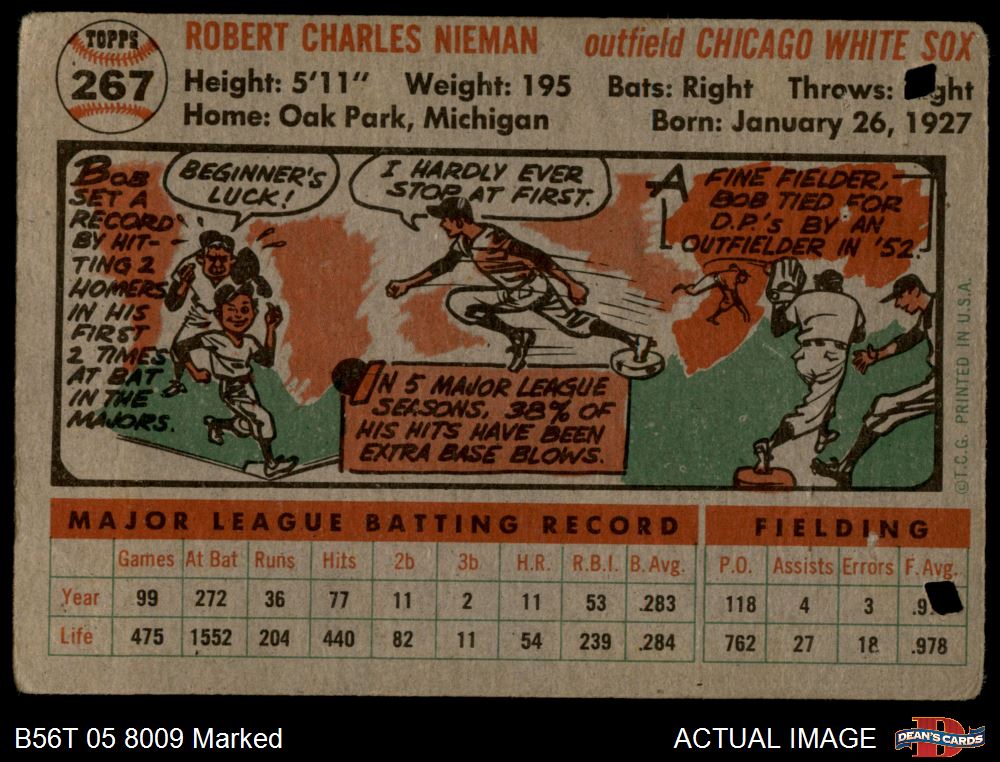 TOPPS
267
ROBERT CHARLES NIEMAN outfield CHICAGO WHITE SOX
Height: 5'11" Weight: 195 Bats: Right Throws: ght
Home: Oak Park, Michigan Born: January 26, 1927
BOB
SET A
RECORD
BY HIT-
TING 2
HOMERS
IN HIS
FIRST
2 TIMES
AT BAT
IN THE
MAJORS.
BEGINNER'S
LUCK!
I HARDLY EVER
STOP AT FIRST.
IN 5 MAJOR LEAGUE
SEASONS, 38% OF
HIS HITS HAVE BEEN
EXTRA BASE BLOWS.
A FINE FIELDER,
BOB TIED FOR
D.P.'S BY AN
OUTFIELDER IN '52.
©T.C.G. PRINTED IN U.S.A.
MAJOR LEAGUE BATTING RECORD FIELDING
Games At Bat Runs Hits 2b 3b H.R. R.B.I. B. Avg. P.O. Assists Errors F. Avg.
Year 99 272 36 77 11 2 11 53 .283 118 4 3 .9
Life 475 1552 204 440 82 11 54 239 .284 762 27 18 .978
B56T 05 8009 Marked ACTUAL IMAGE
DEAN'S CARDS